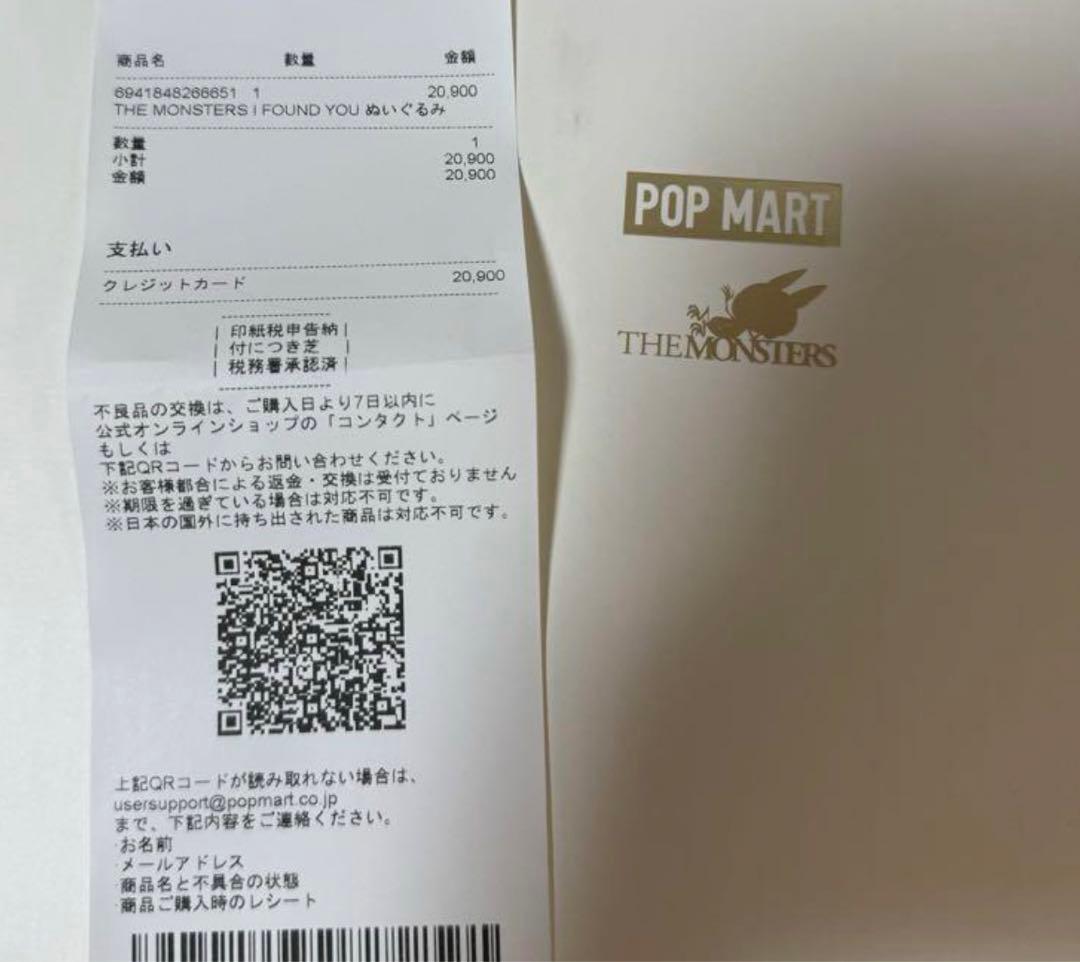 商品名 数量 金額
6941848266651 1 20,900
THE MONSTERS I FOUND YOU ぬいぐるみ
数量 1
小計 20,900
金額 20,900
支払い
クレジットカード 20,900
印紙税申告納
付につき芝
税務署承認済
不良品の交換は、ご購入日より7日以内に
公式オンラインショップの「コンタクト」ページ
もしくは
下記QRコードからお問い合わせください。
※お客様都合による返金・交換は受付ておりません
※期限を過ぎている場合は対応不可です。
※日本の国外に持ち出された商品は対応不可です。
上記QRコードが読み取れない場合は、
usersupport@popmart.co.jp
まで、下記内容をご連絡ください。
·お名前
·メールアドレス
·商品名と不具合の状態
·商品ご購入時のレシート
POP MART
THE MONSTERS